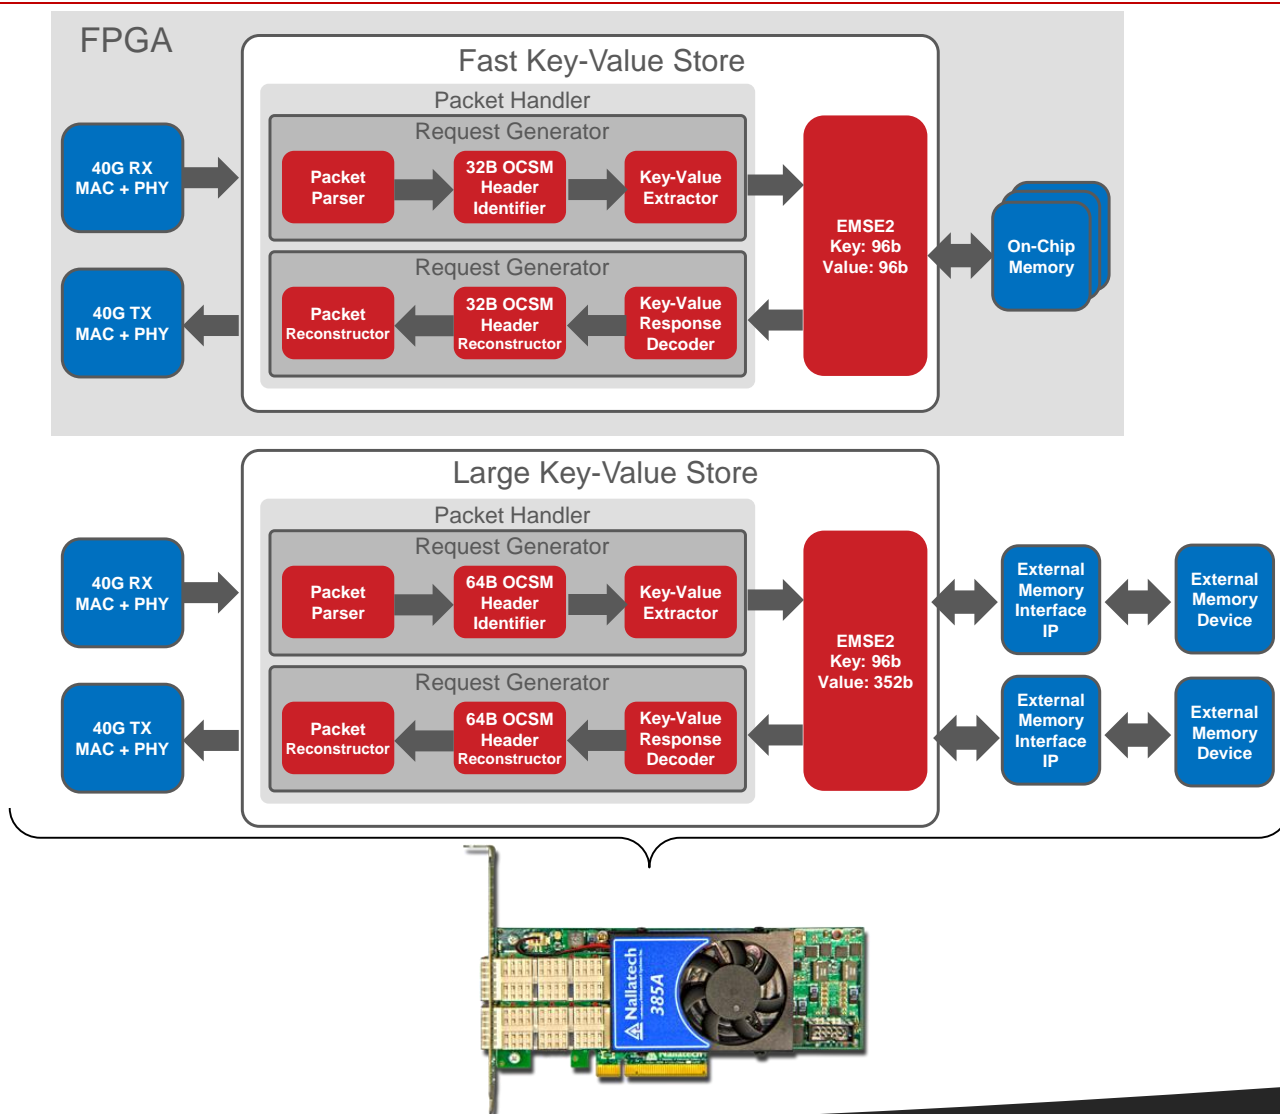 FPGA
Fast Key-Value Store
Packet Handler
Request Generator
40G RX
MAC + PHY
Packet
Parser
32B OCSM
Header
Identifier
Key-Value
Extractor
EMSE2
Key: 96b
Value: 96b
On-Chip
Memory
Request Generator
40G TX
MAC + PHY
Packet
Reconstructor
32B OCSM
Header
Reconstructor
Key-Value
Response
Decoder
Large Key-Value Store
Packet Handler
Request Generator
40G RX
MAC + PHY
Packet
Parser
64B OCSM
Header
Identifier
Key-Value
Extractor
EMSE2
Key: 96b
Value: 352b
External
Memory
Interface
IP
External
Memory
Device
Request Generator
40G TX
MAC + PHY
Packet
Reconstructor
64B OCSM
Header
Reconstructor
Key-Value
Response
Decoder
External
Memory
Interface
IP
External
Memory
Device
Nallatech
385A
Nallatech